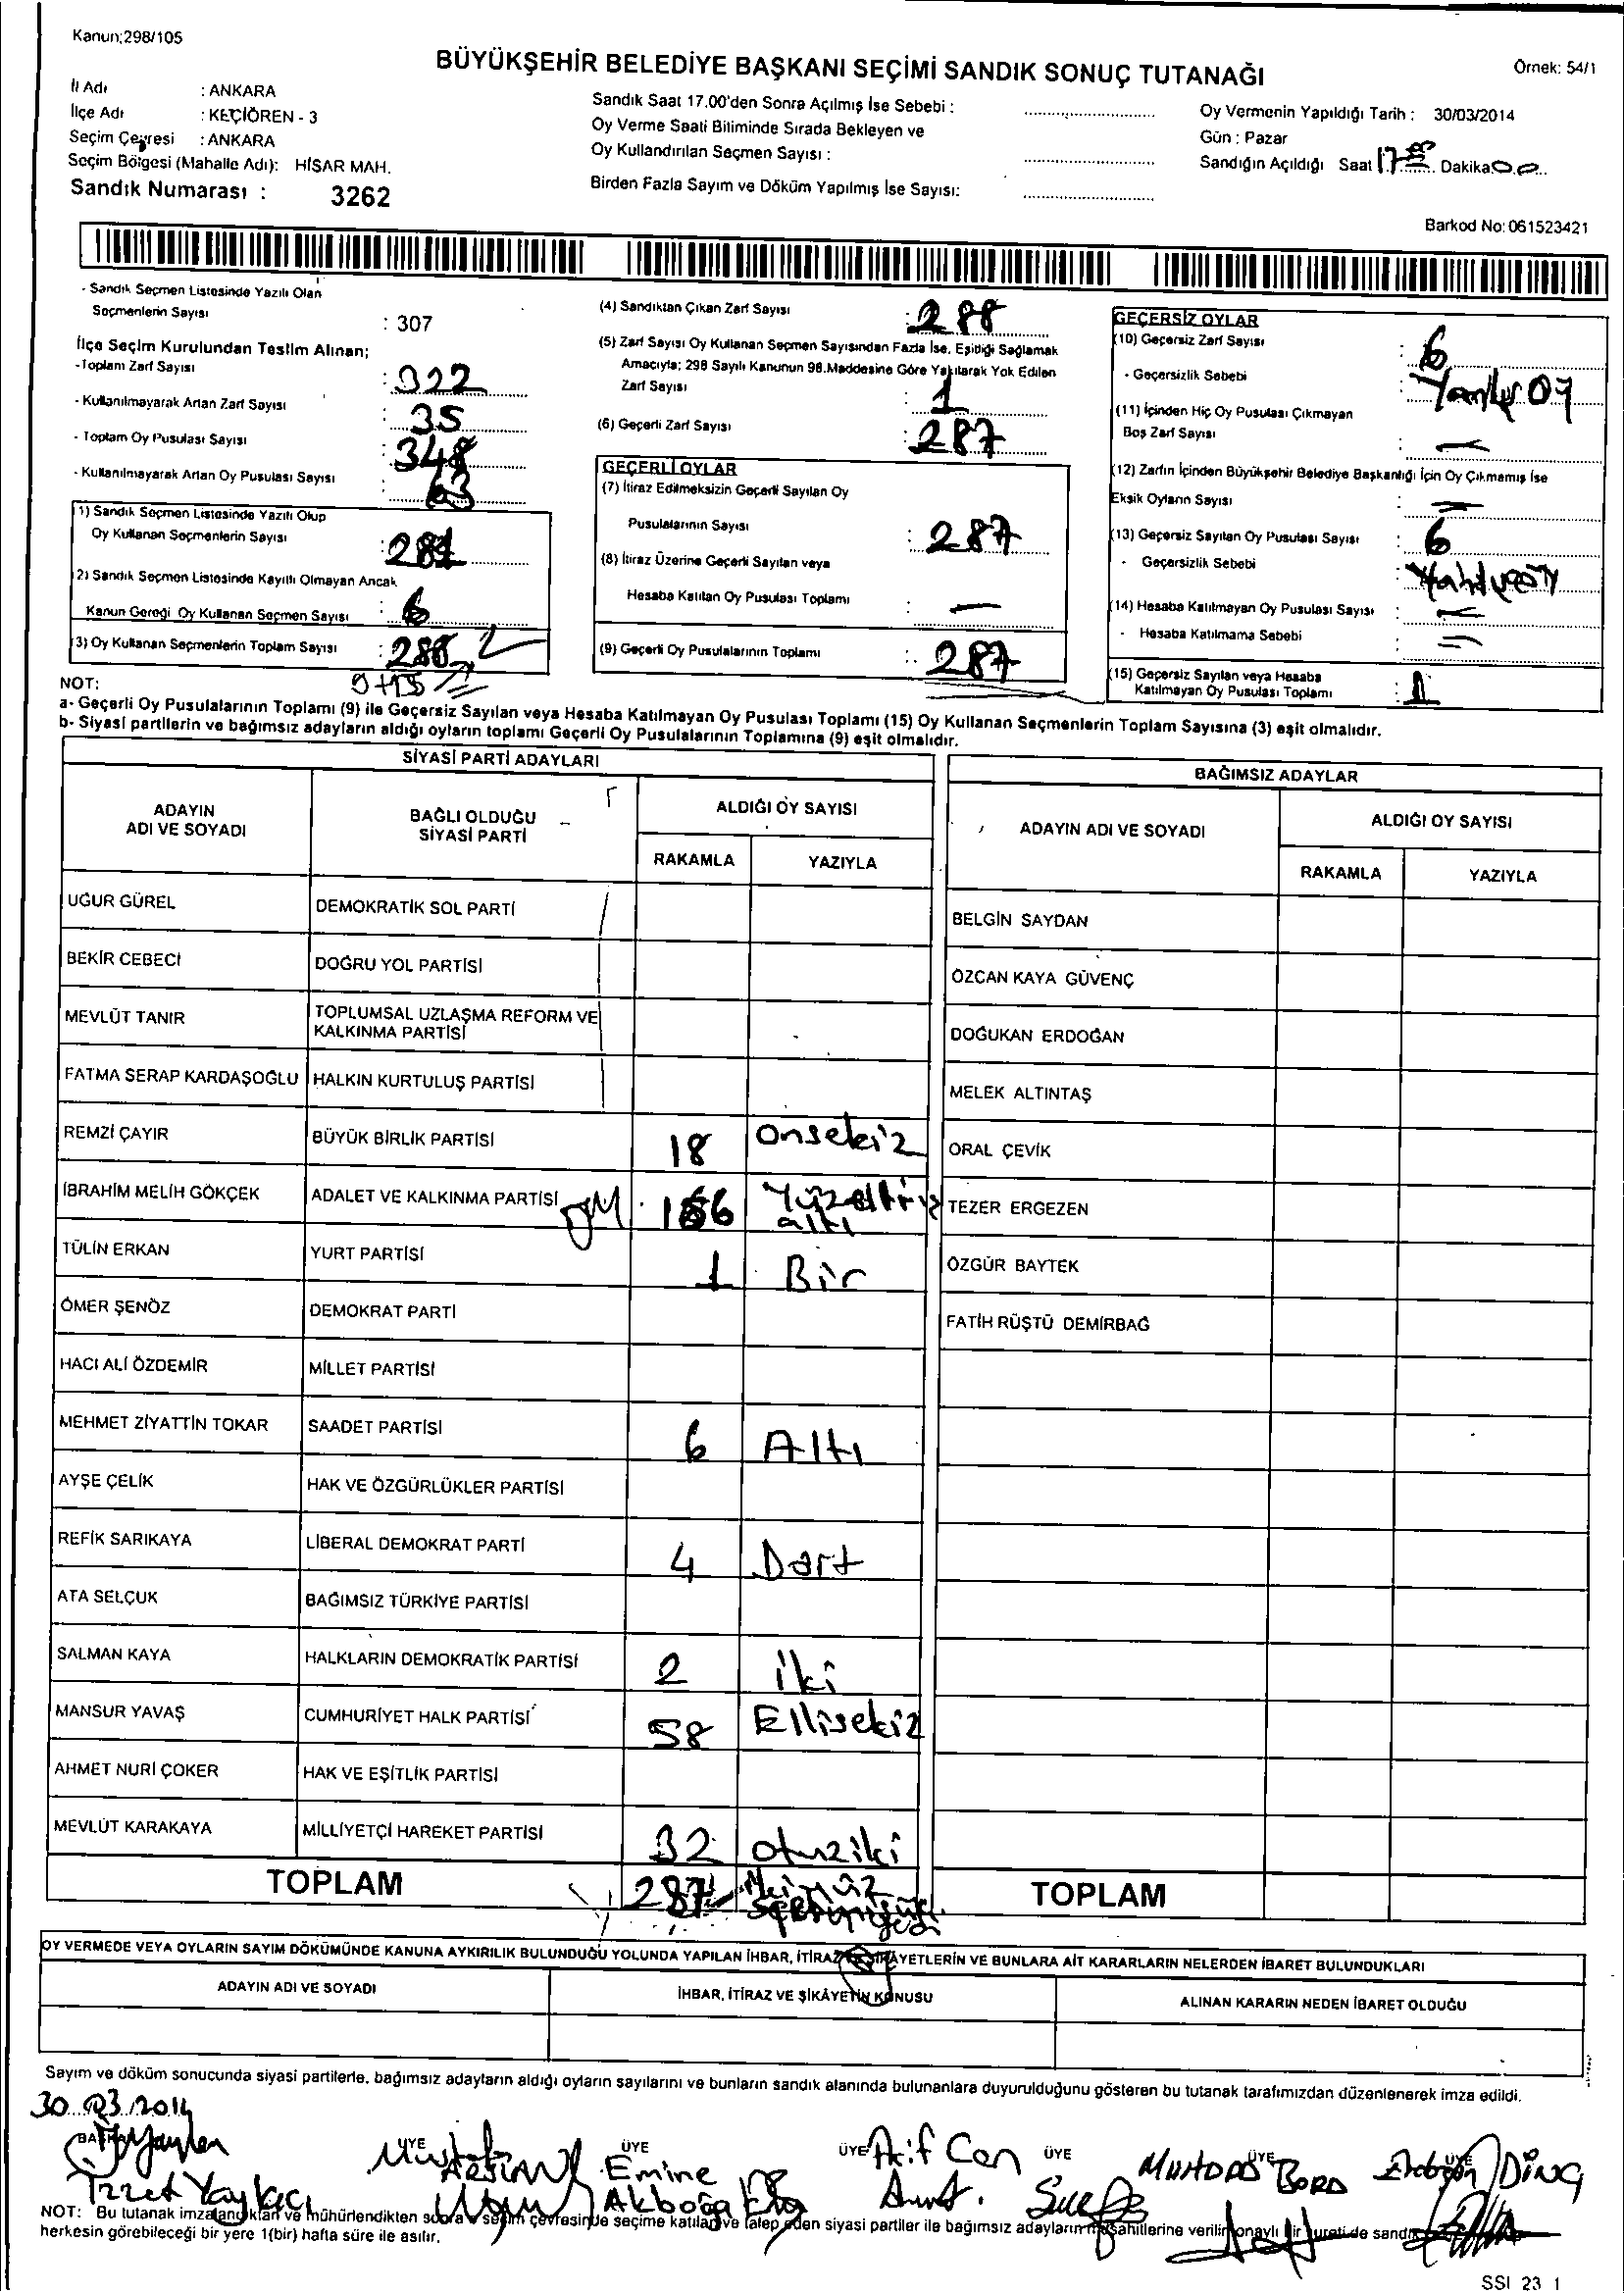 Kanun;298/105
BÜYÜKŞEHİR BELEDİYE BAŞKANI SEÇİMİ SANDIK SONUÇ TUTANAĞI
Örnek: 54/1
İl Adı : ANKARA
İlçe Adı : KEÇİÖREN - 3
Seçim Çevresi : ANKARA
Seçim Bölgesi (Mahalle Adı): HİSAR MAH.
Sandık Numarası : 3262
Sandık Saat 17.00'den Sonra Açılmış İse Sebebi :
Oy Verme Saati Bitiminde Sırada Bekleyen ve
Oy Kullandırılan Seçmen Sayısı :
Birden Fazla Sayım ve Döküm Yapılmış İse Sayısı:
Oy Vermenin Yapıldığı Tarih : 30/03/2014
Gün : Pazar
Sandığın Açıldığı Saat 17 Dakika 00
Barkod No: 061523421
- Sandık Seçmen Listesinde Yazılı Olan
Seçmenlerin Sayısı : 307
İlçe Seçim Kurulundan Teslim Alınan;
-Toplam Zarf Sayısı : 322
- Kullanılmayarak Artan Zarf Sayısı : 35
- Toplam Oy Pusulası Sayısı : 348
- Kullanılmayarak Artan Oy Pusulası Sayısı : 63
1) Sandık Seçmen Listesinde Yazılı Olup
Oy Kullanan Seçmenlerin Sayısı :
2) Sandık Seçmen Listesinde Kayıtlı Olmayan Ancak
Kanun Gereği Oy Kullanan Seçmen Sayısı : 6
(3) Oy Kullanan Seçmenlerin Toplam Sayısı : 288
(4) Sandıktan Çıkan Zarf Sayısı : 288
(5) Zarf Sayısı Oy Kullanan Seçmen Sayısından Fazla İse, Eşitliği Sağlamak
Amacıyla; 298 Sayılı Kanunun 98.Maddesine Göre Yakılarak Yok Edilen
Zarf Sayısı : 1
(6) Geçerli Zarf Sayısı : 287
GEÇERLİ OYLAR
(7) İtiraz Edilmeksizin Geçerli Sayılan Oy
Pusulalarının Sayısı : 287
(8) İtiraz Üzerine Geçerli Sayılan veya
Hesaba Katılan Oy Pusulası Toplamı : —
(9) Geçerli Oy Pusulalarının Toplamı : 287
GEÇERSİZ OYLAR
(10) Geçersiz Zarf Sayısı : 6
- Geçersizlik Sebebi : Yanlış Oy
(11) İçinden Hiç Oy Pusulası Çıkmayan
Boş Zarf Sayısı : —
(12) Zarfın İçinden Büyükşehir Belediye Başkanlığı İçin Oy Çıkmamış İse
Eksik Oyların Sayısı : —
(13) Geçersiz Sayılan Oy Pusulası Sayısı : 6
- Geçersizlik Sebebi :
(14) Hesaba Katılmayan Oy Pusulası Sayısı : —
- Hesaba Katılmama Sebebi : —
(15) Geçersiz Sayılan veya Hesaba
Katılmayan Oy Pusulası Toplamı : 1
NOT:
a- Geçerli Oy Pusulalarının Toplamı (9) ile Geçersiz Sayılan veya Hesaba Katılmayan Oy Pusulası Toplamı (15) Oy Kullanan Seçmenlerin Toplam Sayısına (3) eşit olmalıdır.
b- Siyasi partilerin ve bağımsız adayların aldığı oyların toplamı Geçerli Oy Pusulalarının Toplamına (9) eşit olmalıdır.
SİYASİ PARTİ ADAYLARI
ADAYIN ADI VE SOYADI
BAĞLI OLDUĞU SİYASİ PARTİ
ALDIĞI OY SAYISI
RAKAMLA YAZIYLA
UĞUR GÜREL DEMOKRATİK SOL PARTİ
BEKİR CEBECİ DOĞRU YOL PARTİSİ
MEVLÜT TANIR TOPLUMSAL UZLAŞMA REFORM VE KALKINMA PARTİSİ
FATMA SERAP KARDAŞOĞLU HALKIN KURTULUŞ PARTİSİ
REMZİ ÇAYIR BÜYÜK BİRLİK PARTİSİ 18 Onsekiz
İBRAHİM MELİH GÖKÇEK ADALET VE KALKINMA PARTİSİ 166 altı
TÜLİN ERKAN YURT PARTİSİ 1 Bir
ÖMER ŞENÖZ DEMOKRAT PARTİ
HACI ALİ ÖZDEMİR MİLLET PARTİSİ
MEHMET ZİYATTİN TOKAR SAADET PARTİSİ 6 Altı
AYŞE ÇELİK HAK VE ÖZGÜRLÜKLER PARTİSİ
REFİK SARIKAYA LİBERAL DEMOKRAT PARTİ 4 Dört
ATA SELÇUK BAĞIMSIZ TÜRKİYE PARTİSİ
SALMAN KAYA HALKLARIN DEMOKRATİK PARTİSİ 2 iki
MANSUR YAVAŞ CUMHURİYET HALK PARTİSİ 58 Ellisekiz
AHMET NURİ ÇOKER HAK VE EŞİTLİK PARTİSİ
MEVLÜT KARAKAYA MİLLİYETÇİ HAREKET PARTİSİ 32 otuziki
TOPLAM 287
BAĞIMSIZ ADAYLAR
ADAYIN ADI VE SOYADI
ALDIĞI OY SAYISI
RAKAMLA YAZIYLA
BELGİN SAYDAN
ÖZCAN KAYA GÜVENÇ
DOĞUKAN ERDOĞAN
MELEK ALTINTAŞ
ORAL ÇEVİK
TEZER ERGEZEN
ÖZGÜR BAYTEK
FATİH RÜŞTÜ DEMİRBAĞ
TOPLAM
OY VERMEDE VEYA OYLARIN SAYIM DÖKÜMÜNDE KANUNA AYKIRILIK BULUNDUĞU YOLUNDA YAPILAN İHBAR, İTİRAZ VE ŞİKAYETLERİN VE BUNLARA AİT KARARLARIN NELERDEN İBARET BULUNDUKLARI
ADAYIN ADI VE SOYADI
İHBAR, İTİRAZ VE ŞİKÂYETİN KONUSU
ALINAN KARARIN NEDEN İBARET OLDUĞU
Sayım ve döküm sonucunda siyasi partilerle, bağımsız adayların aldığı oyların sayılarını ve bunların sandık alanında bulunanlara duyurulduğunu gösteren bu tutanak tarafımızdan düzenlenerek imza edildi.
30.03.2014
BAŞKAN ÜYE ÜYE ÜYE ÜYE ÜYE ÜYE
İzzet Yaylacı
Emine Akboğa
Akif Can
NOT: Bu tutanak imzalandıktan ve mühürlendikten sonra o seçim çevresinde seçime katılan ve talep eden siyasi partiler ile bağımsız adayların müşahitlerine verilir onaylı bir sureti de sandık
herkesin görebileceği bir yere 1(bir) hafta süre ile asılır.
SSI 23 1